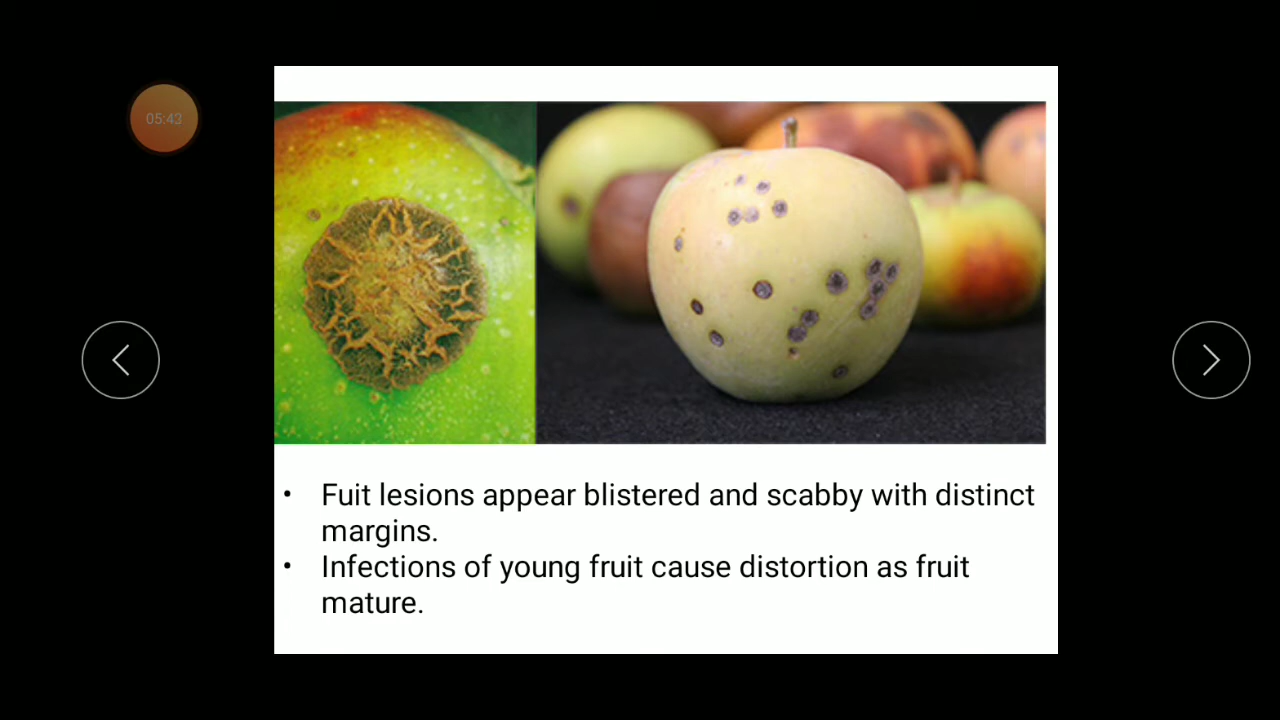 05:43
• Fuit lesions appear blistered and scabby with distinct
margins.
• Infections of young fruit cause distortion as fruit
mature.